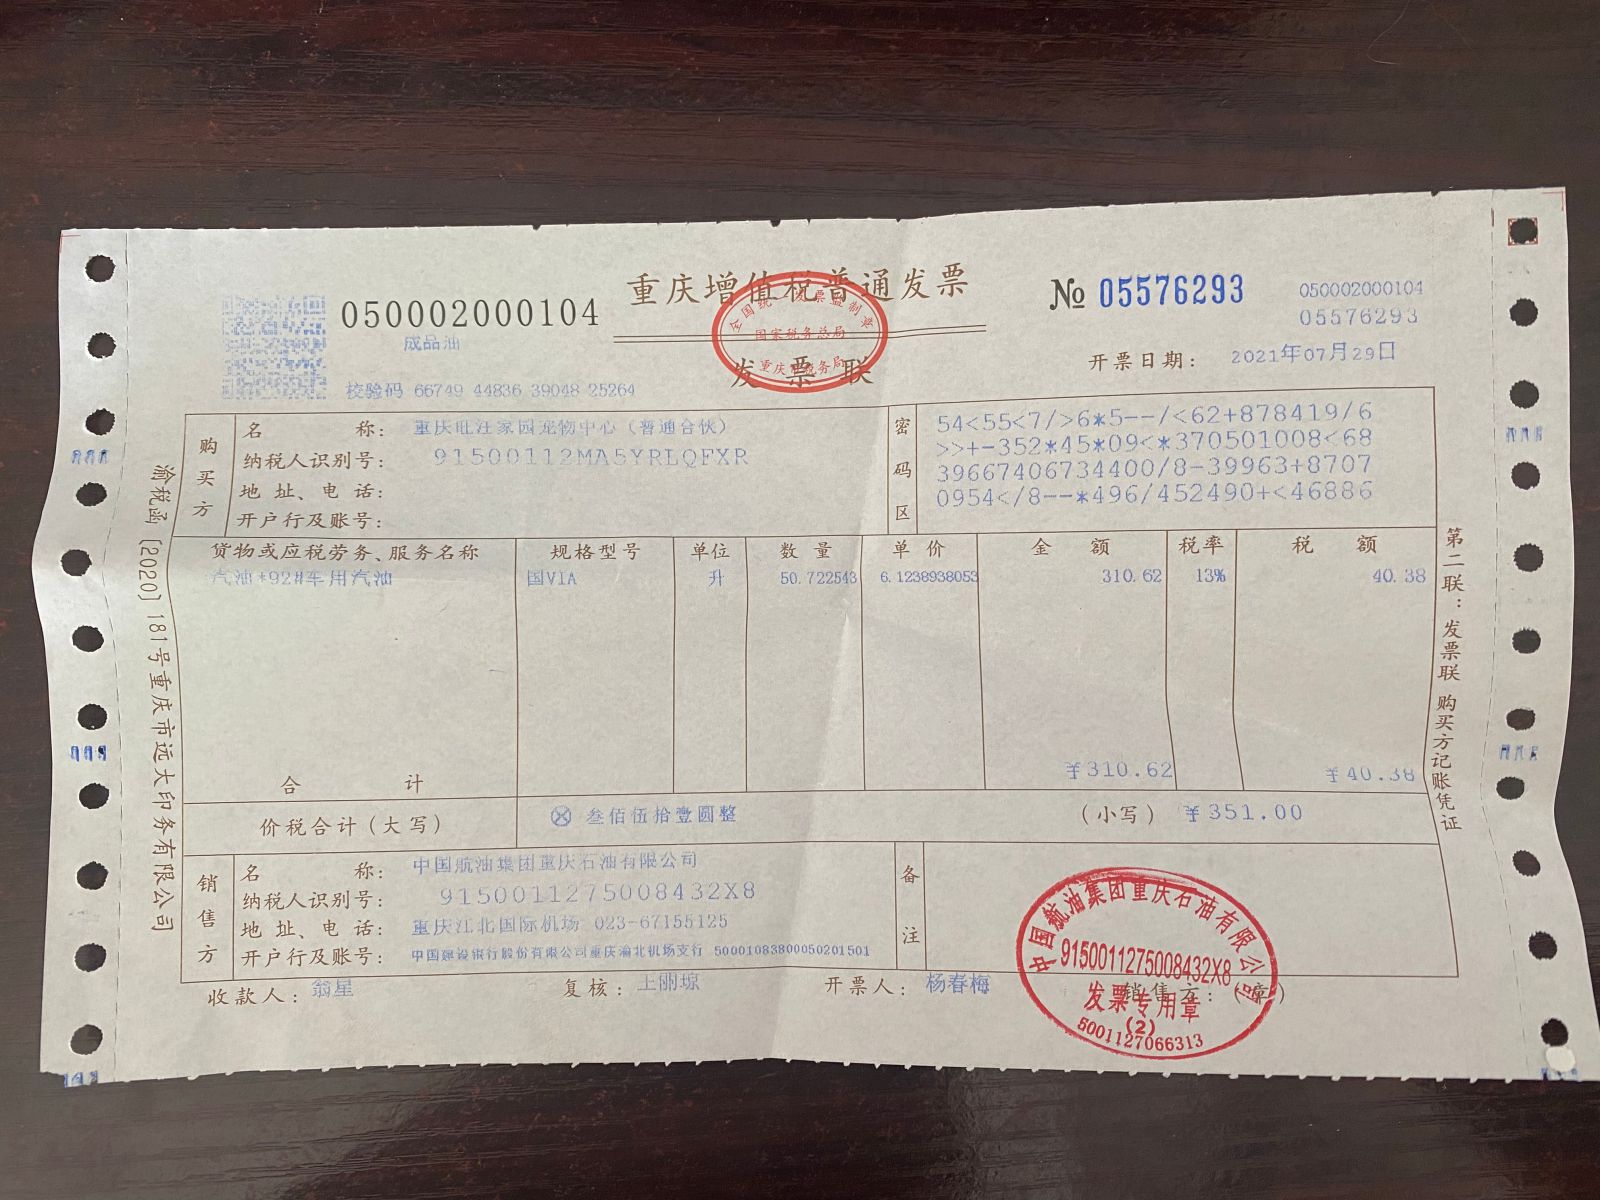 重庆增值税普通发票
发票联
050002000104
成品油
校验码 66749 44836 39048 25264
№ 05576293
050002000104
05576293
开票日期： 2021年07月29日
全国统一发票监制章
国家税务总局
重庆市税务局
购买方
名称： 重庆旺汪家园宠物中心（普通合伙）
纳税人识别号： 91500112MA5YRLQFXR
地址、电话：
开户行及账号：
密码区
54<55<7/>6*5--/<62+878419/6
>>+-352*45*09<*370501008<68
39667406734400/8-39963+8707
0954</8--*496/452490+<46886
货物或应税劳务、服务名称 规格型号 单位 数量 单价 金额 税率 税额
汽油*92#车用汽油 国VIA 升 50.722543 6.1238938053 310.62 13% 40.38
合计 ¥310.62 ¥40.38
价税合计（大写） ⊗ 叁佰伍拾壹圆整 （小写） ¥351.00
销售方
名称： 中国航油集团重庆石油有限公司
纳税人识别号： 9150011275008432X8
地址、电话： 重庆江北国际机场 023-67155125
开户行及账号： 中国建设银行股份有限公司重庆渝北机场支行 50001083800050201501
备注
收款人： 翁星 复核： 王丽琼 开票人： 杨春梅 销售方：（章）
中国航油集团重庆石油有限公司
9150011275008432X8
发票专用章
(2)
5001127066313
渝税函〔2020〕181号重庆市远大印务有限公司
第二联：发票联 购买方记账凭证